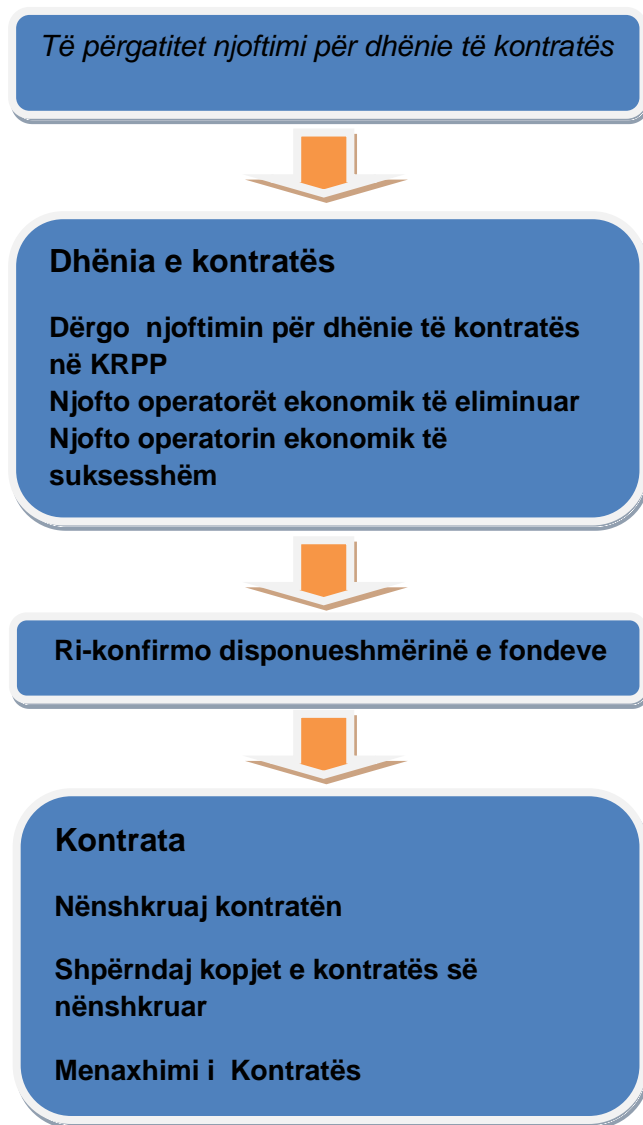 Të përgatitet njoftimi për dhënie të kontratës
Dhënia e kontratës
Dërgo njoftimin për dhënie të kontratës
në KRPP
Njofto operatorët ekonomik të eliminuar
Njofto operatorin ekonomik të
suksesshëm
Ri-konfirmo disponueshmërinë e fondeve
Kontrata
Nënshkruaj kontratën
Shpërndaj kopjet e kontratës së
nënshkruar
Menaxhimi i Kontratës